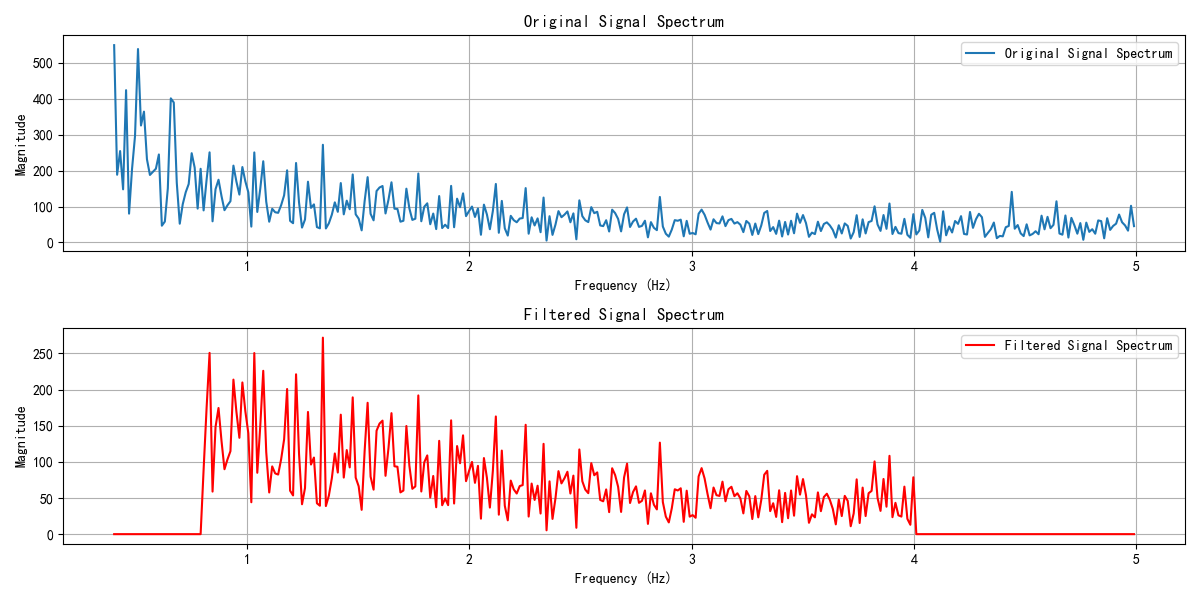 Original Signal Spectrum
Original Signal Spectrum
Magnitude
500
400
300
200
100
0
1
2
3
4
5
Frequency (Hz)
Filtered Signal Spectrum
Filtered Signal Spectrum
Magnitude
250
200
150
100
50
0
1
2
3
4
5
Frequency (Hz)